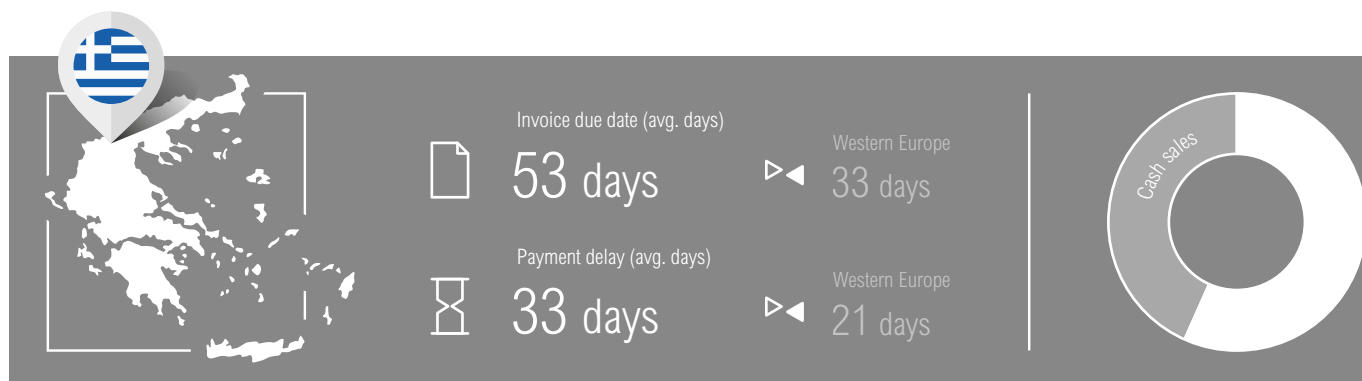 Invoice due date (avg. days)
53 days
Western Europe
33 days
Payment delay (avg. days)
33 days
Western Europe
21 days
Cash sales